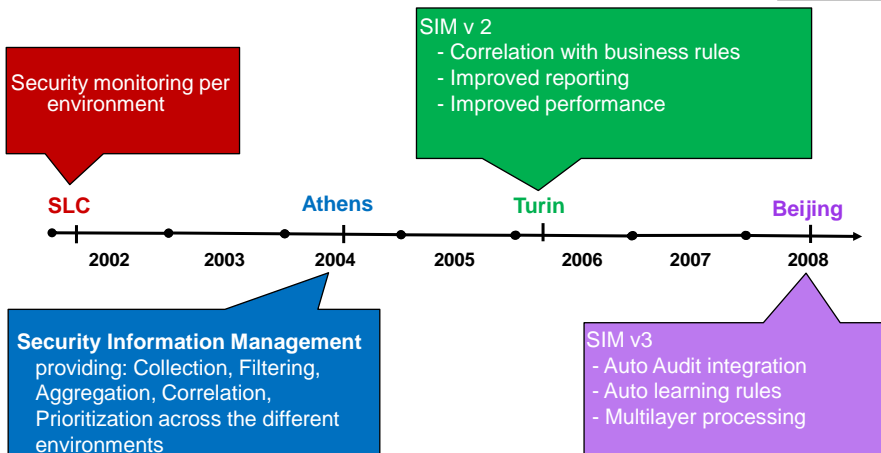 Security monitoring per
environment
SIM v 2
- Correlation with business rules
- Improved reporting
- Improved performance
SLC
Athens
Turin
Beijing
2002
2003
2004
2005
2006
2007
2008
Security Information Management
providing: Collection, Filtering,
Aggregation, Correlation,
Prioritization across the different
environments
SIM v3
- Auto Audit integration
- Auto learning rules
- Multilayer processing